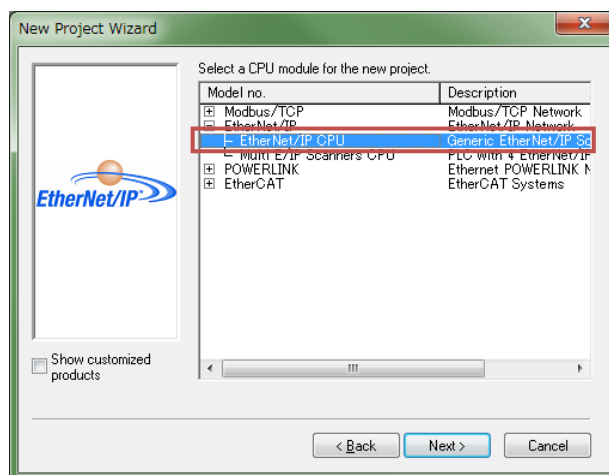 New Project Wizard
Select a CPU module for the new project.
Model no. Description
Modbus/TCP Modbus/TCP Network
EtherNet/IP EtherNet/IP Network
EtherNet/IP CPU Generic EtherNet/IP Sc
Multi E/IP Scanners CPU PLC with 4 EtherNet/IF
POWERLINK Ethernet POWERLINK N
EtherCAT EtherCAT Systems
EtherNet/IP
Show customized
products
< Back Next > Cancel